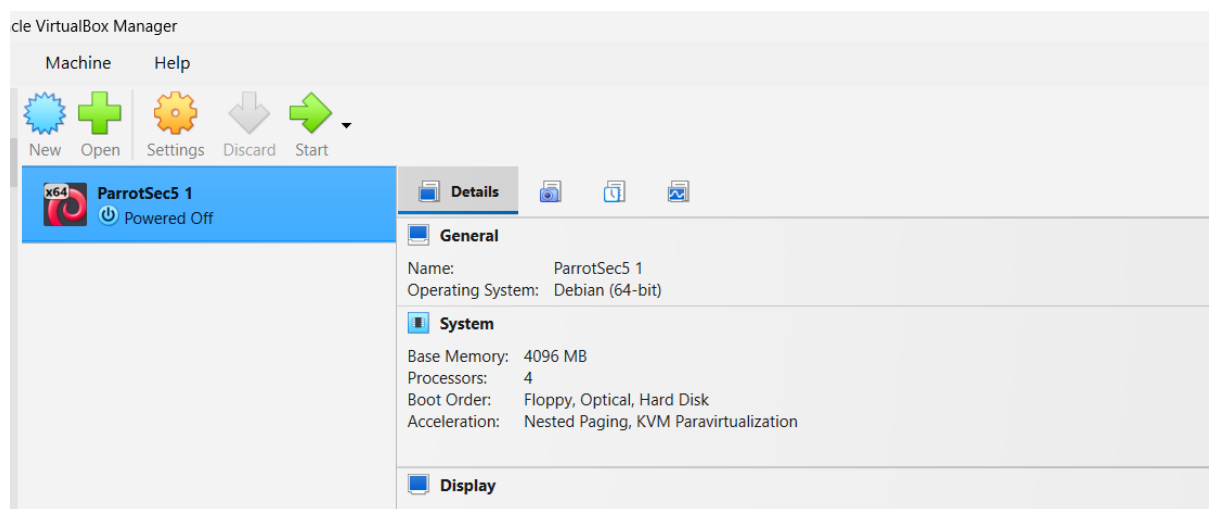 cle VirtualBox Manager
Machine Help
New Open Settings Discard Start
x64
ParrotSec5 1
Powered Off
Details
General
Name: ParrotSec5 1
Operating System: Debian (64-bit)
System
Base Memory: 4096 MB
Processors: 4
Boot Order: Floppy, Optical, Hard Disk
Acceleration: Nested Paging, KVM Paravirtualization
Display